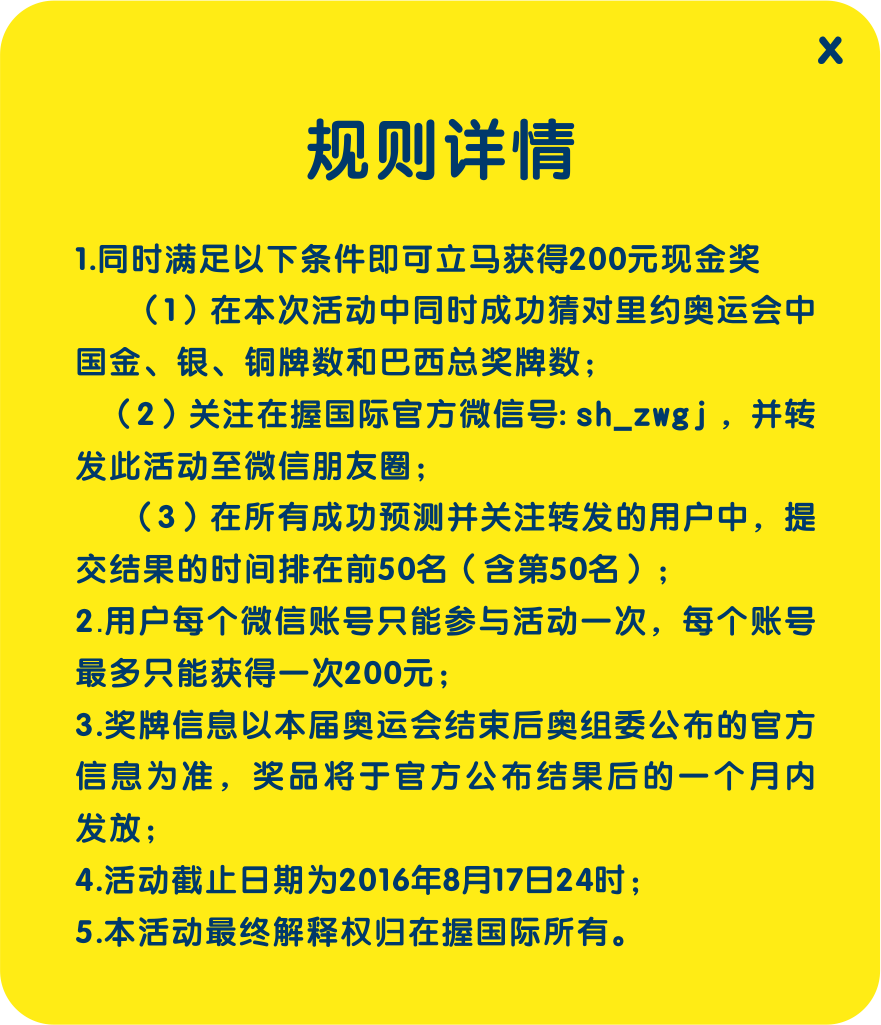 x
规则详情
1.同时满足以下条件即可立马获得200元现金奖
（1）在本次活动中同时成功猜对里约奥运会中
国金、银、铜牌数和巴西总奖牌数；
（2）关注在握国际官方微信号: sh_zwgj ，并转
发此活动至微信朋友圈；
（3）在所有成功预测并关注转发的用户中，提
交结果的时间排在前50名（含第50名）；
2.用户每个微信账号只能参与活动一次，每个账号
最多只能获得一次200元；
3.奖牌信息以本届奥运会结束后奥组委公布的官方
信息为准，奖品将于官方公布结果后的一个月内
发放；
4.活动截止日期为2016年8月17日24时；
5.本活动最终解释权归在握国际所有。